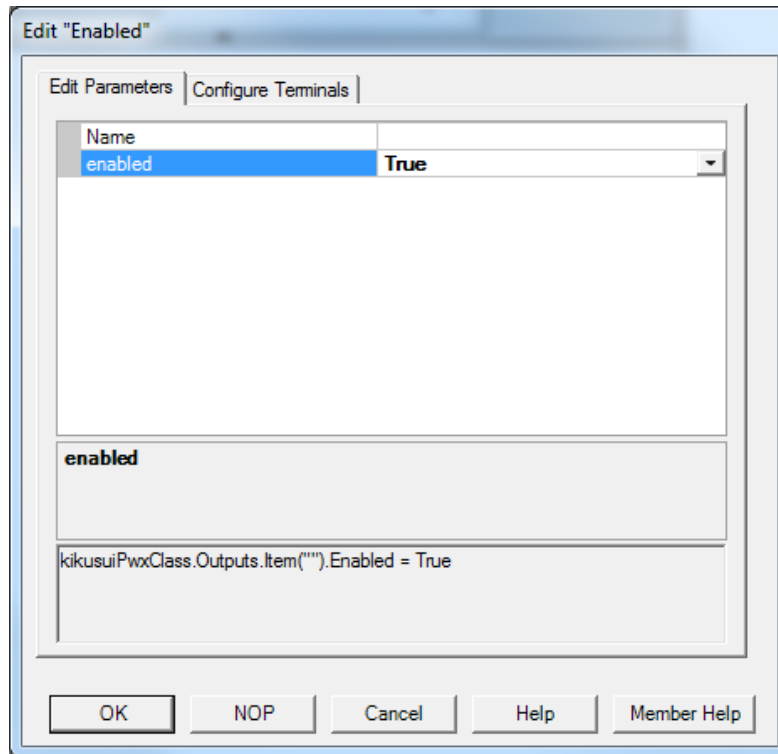 Edit "Enabled"
Edit Parameters
Configure Terminals
Name
enabled True
enabled
kikusuiPwxClass.Outputs.Item("").Enabled = True
OK NOP Cancel Help Member Help